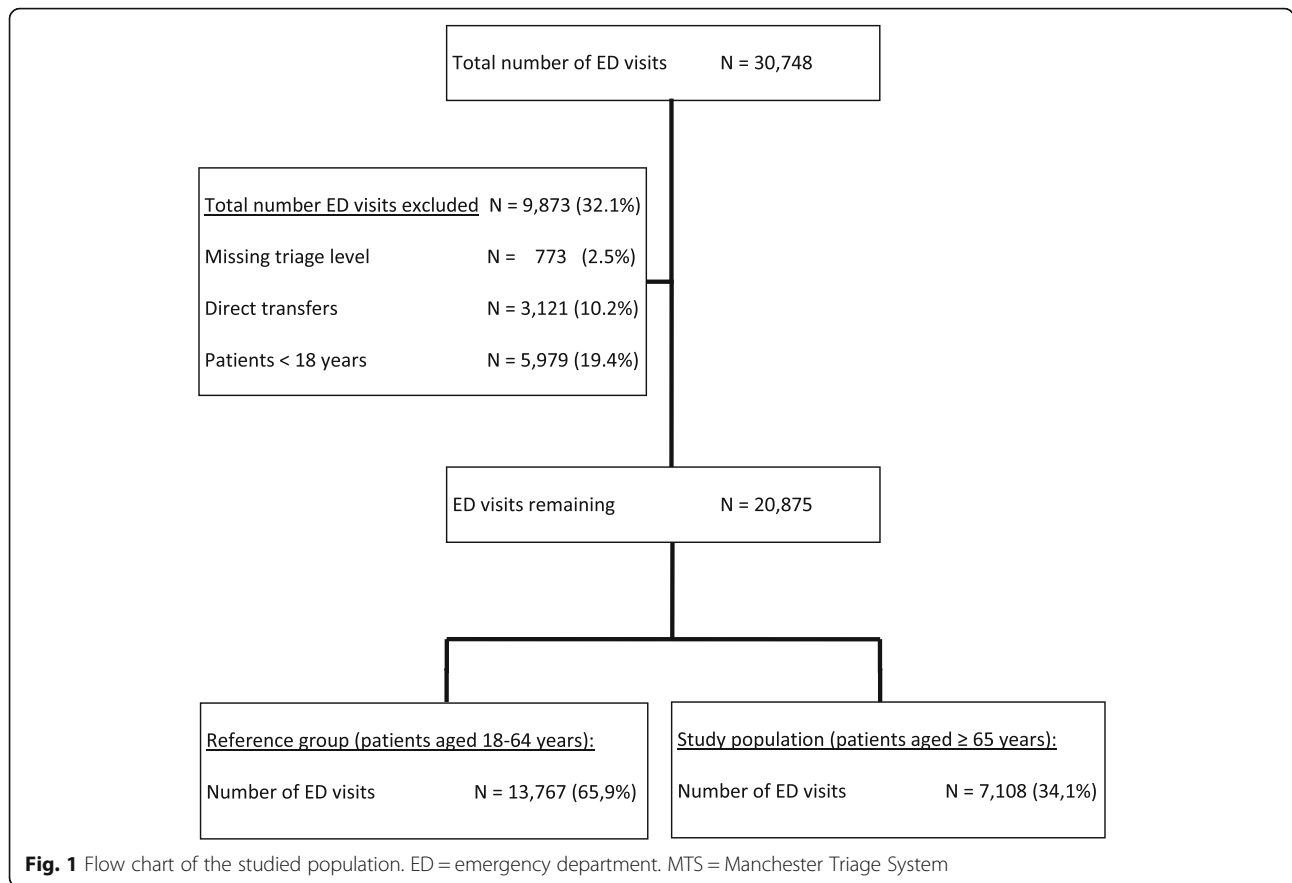 Total number of ED visits N = 30,748
Total number ED visits excluded N = 9,873 (32.1%)
Missing triage level N = 773 (2.5%)
Direct transfers N = 3,121 (10.2%)
Patients < 18 years N = 5,979 (19.4%)
ED visits remaining N = 20,875
Reference group (patients aged 18-64 years):
Number of ED visits N = 13,767 (65,9%)
Study population (patients aged ≥ 65 years):
Number of ED visits N = 7,108 (34,1%)
Fig. 1 Flow chart of the studied population. ED = emergency department. MTS = Manchester Triage System